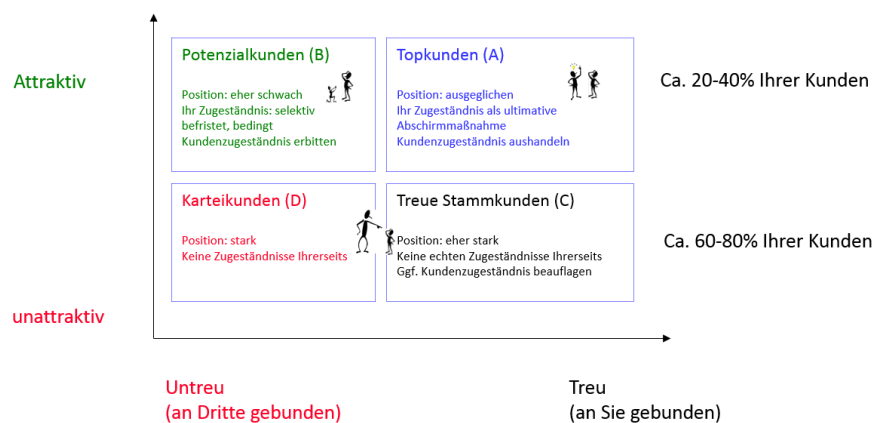 Attraktiv
Potenzialkunden (B)
Position: eher schwach
Ihr Zugeständnis: selektiv
befristet, bedingt
Kundenzugeständnis erbitten
Topkunden (A)
Position: ausgeglichen
Ihr Zugeständnis als ultimative
Abschirmmaßnahme
Kundenzugeständnis aushandeln
Ca. 20-40% Ihrer Kunden
Karteikunden (D)
Position: stark
Keine Zugeständnisse Ihrerseits
Treue Stammkunden (C)
Position: eher stark
Keine echten Zugeständnisse Ihrerseits
Ggf. Kundenzugeständnis beauflagen
Ca. 60-80% Ihrer Kunden
unattraktiv
Untreu
(an Dritte gebunden)
Treu
(an Sie gebunden)